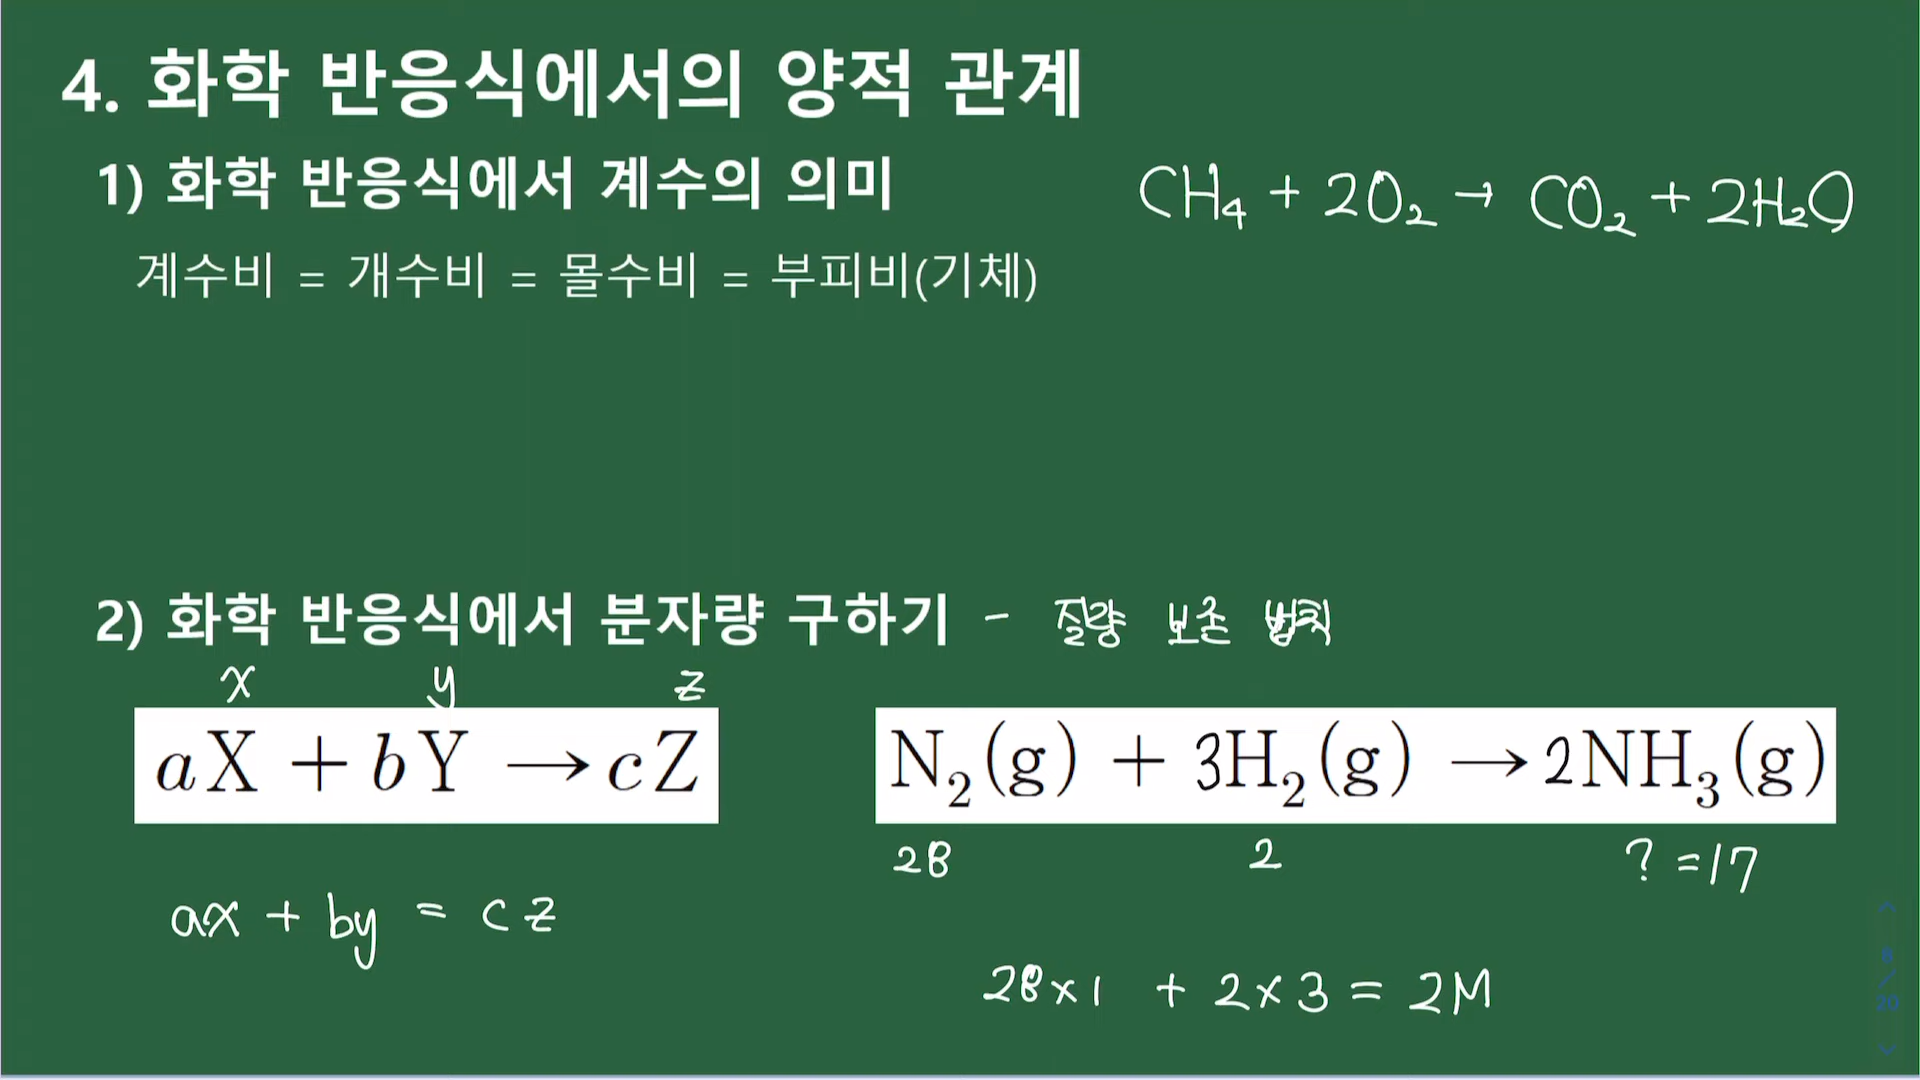 4. 화학 반응식에서의 양적 관계
1) 화학 반응식에서 계수의 의미
CH₄ + 2O₂ → CO₂ + 2H₂O
계수비 = 개수비 = 몰수비 = 부피비(기체)
2) 화학 반응식에서 분자량 구하기 - 질량 보존 법칙
x y z
aX + bY → cZ
N₂(g) + 3H₂(g) → 2NH₃(g)
28 2 ? = 17
ax + by = cz
28×1 + 2×3 = 2M
9
/
20